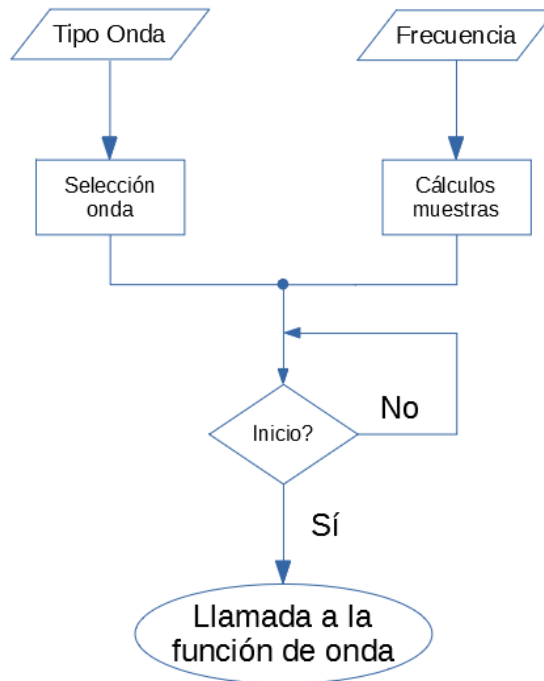 Tipo Onda
Frecuencia
Selección
onda
Cálculos
muestras
Inicio?
No
Sí
Llamada a la
función de onda